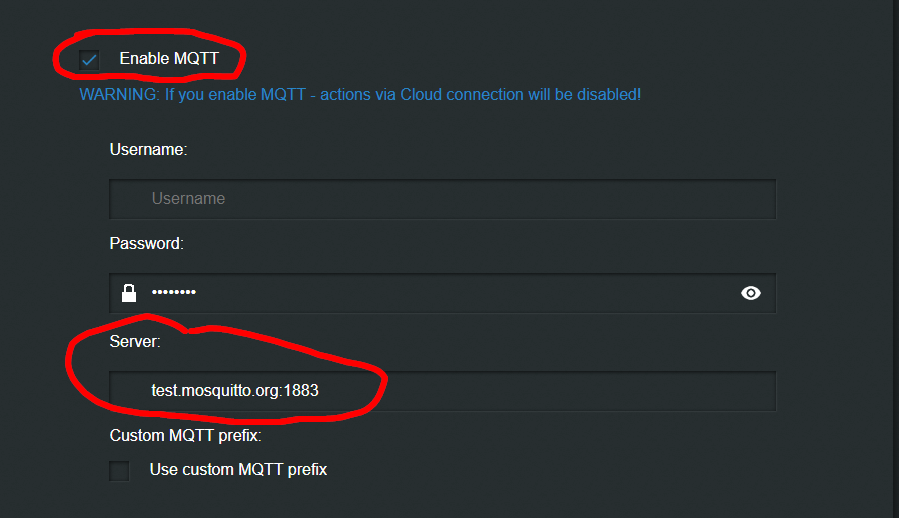 Enable MQTT
WARNING: If you enable MQTT - actions via Cloud connection will be disabled!
Username:
Username
Password:
••••••••
Server:
test.mosquitto.org:1883
Custom MQTT prefix:
Use custom MQTT prefix